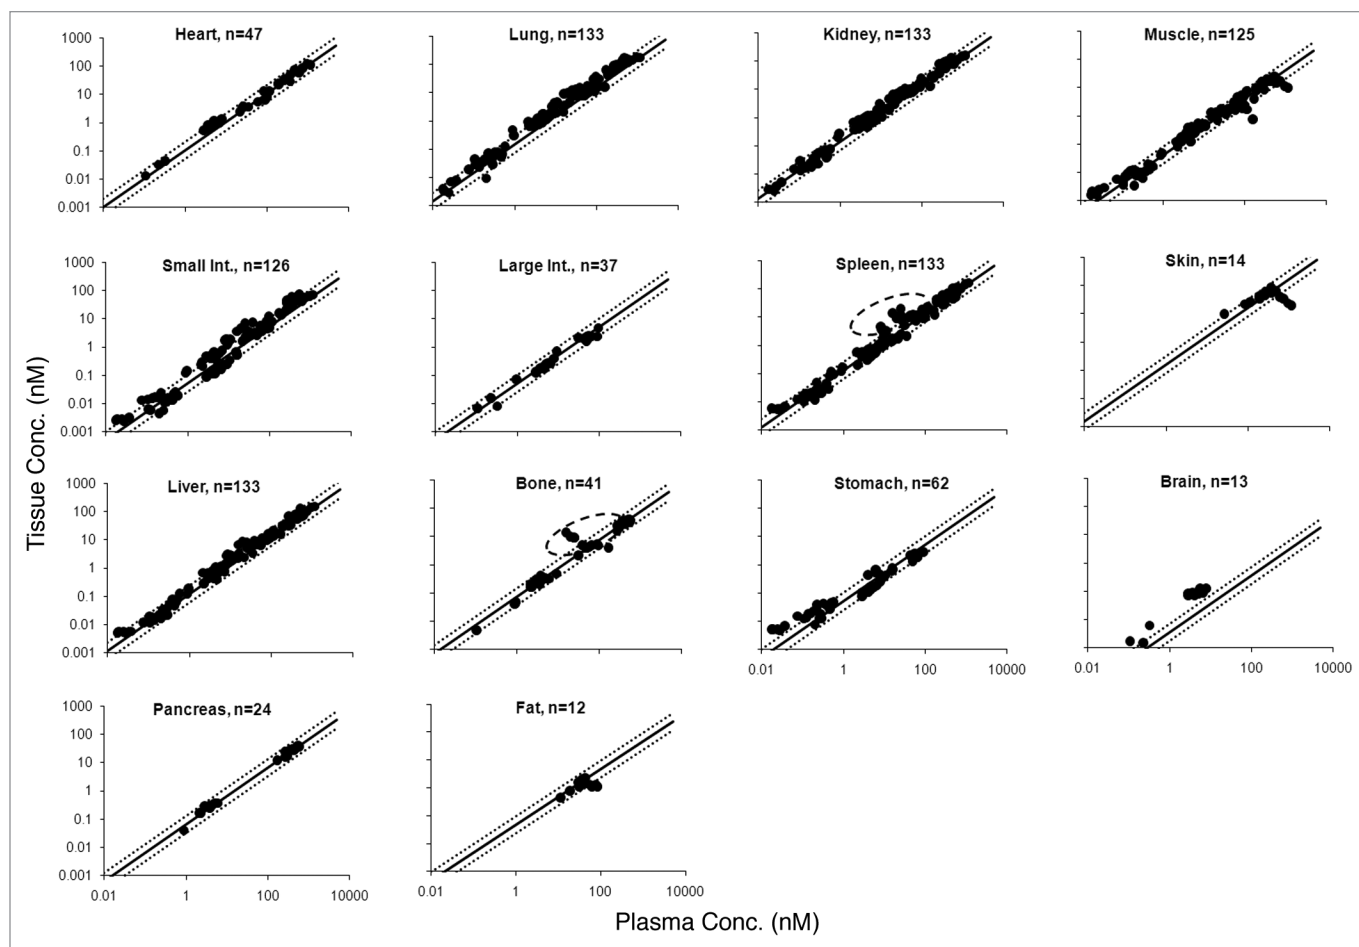 Heart, n=47
Lung, n=133
Kidney, n=133
Muscle, n=125
1000
100
10
1
0.1
0.01
0.001
1
100
10000
Small Int., n=126
Large Int., n=37
Spleen, n=133
Skin, n=14
1000
100
10
1
0.1
0.01
0.001
Tissue Conc. (nM)
Liver, n=133
Bone, n=41
Stomach, n=62
Brain, n=13
1000
100
10
1
0.1
0.01
0.001
0.01 1 100 10000
0.01 1 100 10000
Pancreas, n=24
Fat, n=12
1000
100
10
1
0.1
0.01
0.001
0.01 1 100 10000
0.01 1 100 10000
Plasma Conc. (nM)